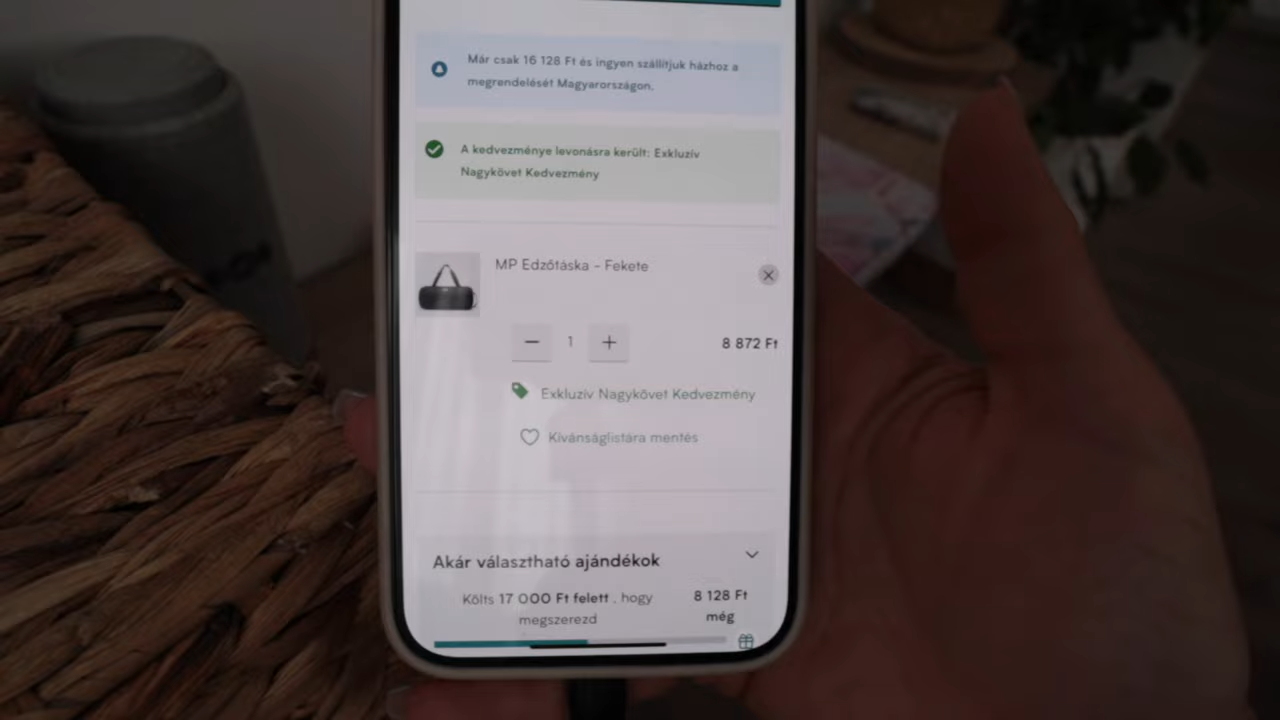 Már csak 16 128 Ft és ingyen szállítjuk házhoz a
megrendelését Magyarországon.
A kedvezménye levonásra került: Exkluzív
Nagykövet Kedvezmény
MP Edzőtáska - Fekete
1
8 872 Ft
Exkluzív Nagykövet Kedvezmény
Kívánságlistára mentés
Akár választható ajándékok
Költs 17 000 Ft felett , hogy
megszerezd
8 128 Ft
még